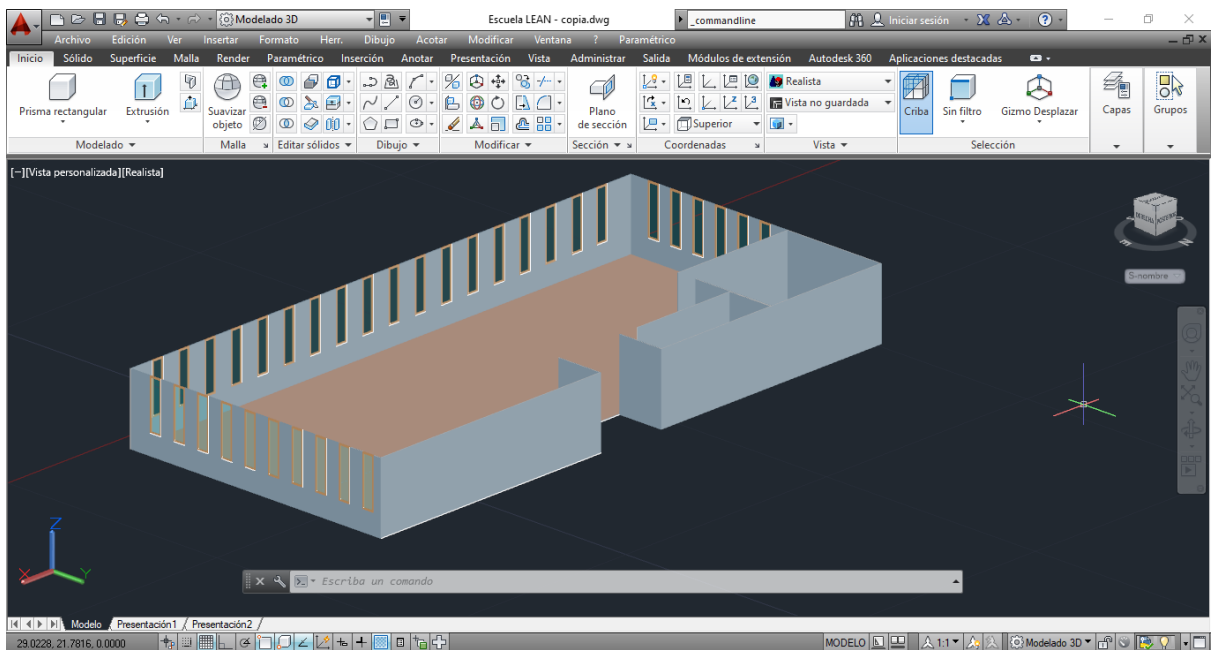 Modelado 3D Escuela LEAN - copia.dwg _commandline Iniciar sesión
Archivo Edición Ver Insertar Formato Herr. Dibujo Acotar Modificar Ventana ? Paramétrico
Inicio Sólido Superficie Malla Render Paramétrico Inserción Anotar Presentación Vista Administrar Salida Módulos de extensión Autodesk 360 Aplicaciones destacadas
Prisma rectangular Extrusión Suavizar objeto Plano de sección Superior Realista Vista no guardada Criba Sin filtro Gizmo Desplazar Capas Grupos
Modelado Malla Editar sólidos Dibujo Modificar Sección Coordenadas Vista Selección
[−][Vista personalizada][Realista]
S-nombre
Z
X Y
Escriba un comando
Modelo Presentación1 Presentación2
29.0228, 21.7816, 0.0000 MODELO 1:1 Modelado 3D